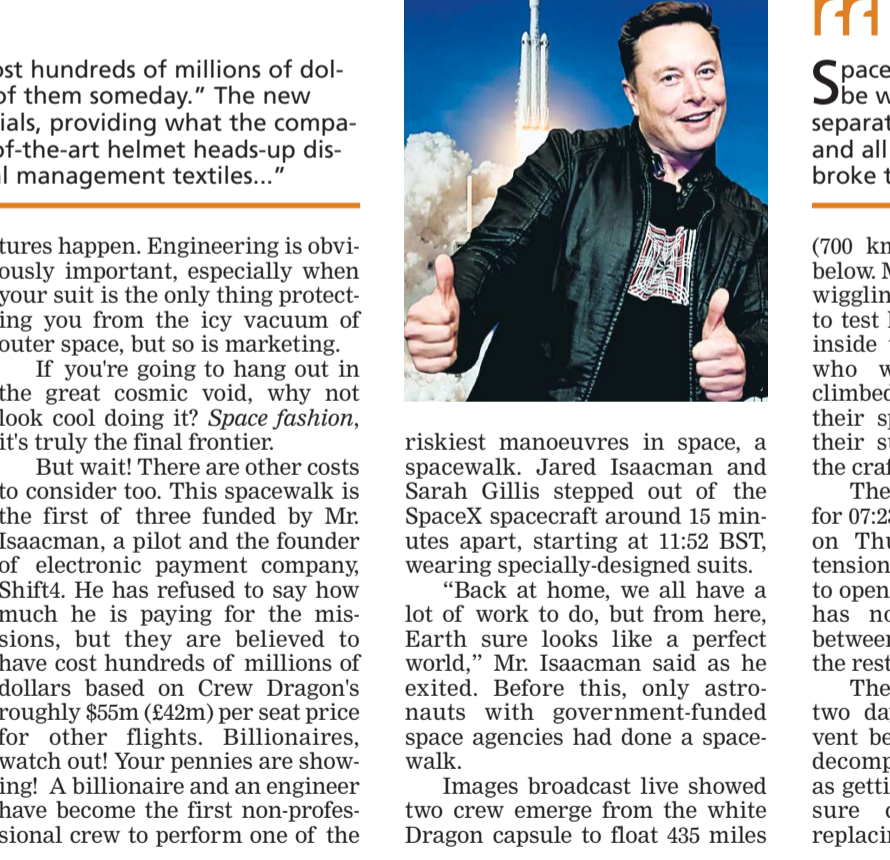 ost hundreds of millions of dol-
of them someday.” The new
ials, providing what the compa-
of-the-art helmet heads-up dis-
l management textiles...”
tures happen. Engineering is obvi-
ously important, especially when
your suit is the only thing protect-
ing you from the icy vacuum of
outer space, but so is marketing.
If you're going to hang out in
the great cosmic void, why not
look cool doing it? Space fashion,
it's truly the final frontier.
But wait! There are other costs
to consider too. This spacewalk is
the first of three funded by Mr.
Isaacman, a pilot and the founder
of electronic payment company,
Shift4. He has refused to say how
much he is paying for the mis-
sions, but they are believed to
have cost hundreds of millions of
dollars based on Crew Dragon's
roughly $55m (£42m) per seat price
for other flights. Billionaires,
watch out! Your pennies are show-
ing! A billionaire and an engineer
have become the first non-profes-
sional crew to perform one of the
riskiest manoeuvres in space, a
spacewalk. Jared Isaacman and
Sarah Gillis stepped out of the
SpaceX spacecraft around 15 min-
utes apart, starting at 11:52 BST,
wearing specially-designed suits.
“Back at home, we all have a
lot of work to do, but from here,
Earth sure looks like a perfect
world,” Mr. Isaacman said as he
exited. Before this, only astro-
nauts with government-funded
space agencies had done a space-
walk.
Images broadcast live showed
two crew emerge from the white
Dragon capsule to float 435 miles
Space
be w
separat
and all
broke t
(700 kn
below. M
wigglin
to test
inside
who w
climbed
their sp
their su
the craf
The
for 07:23
on Thu
tension
to open
has no
between
the rest
The
two da
vent be
decomp
as getti
sure c
replacin